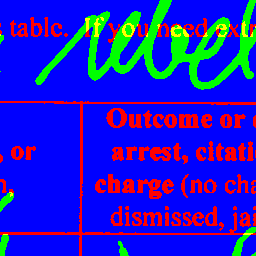 table. If you need extr
rebel
Outcome or
, or arrest, citati
charge (no cha
dismissed, jai